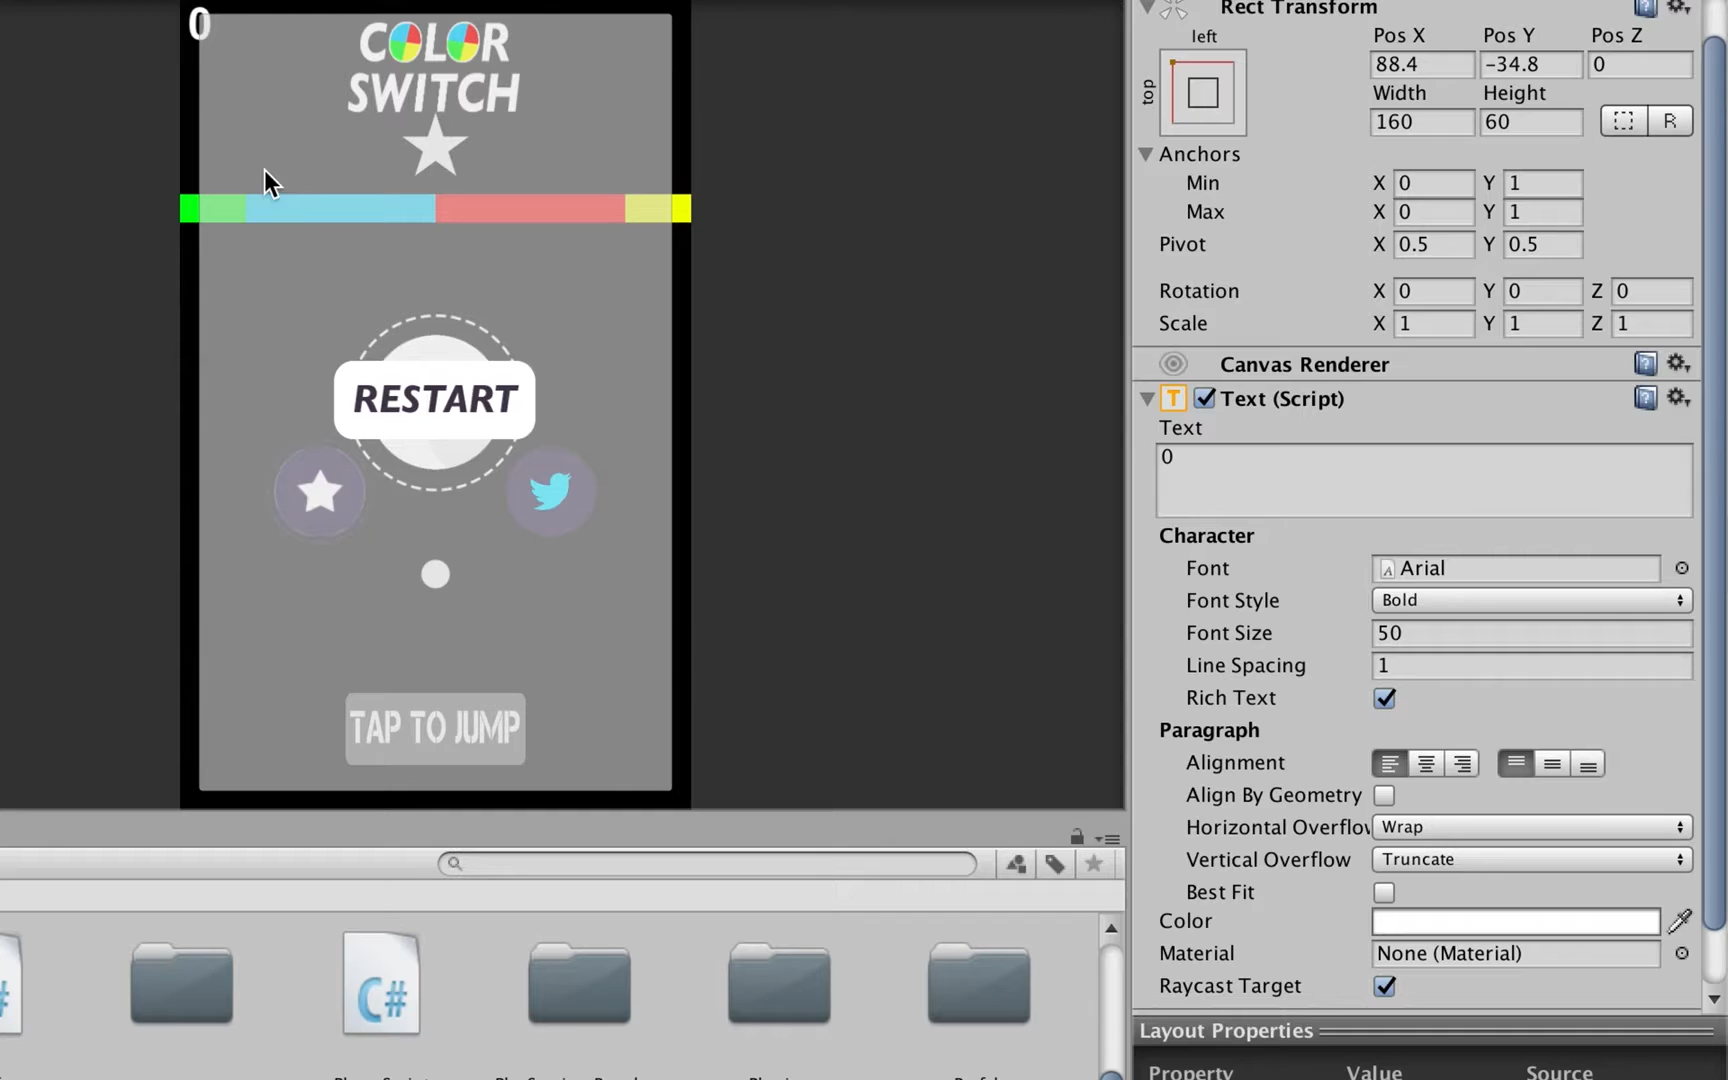 0
COLOR
SWITCH
RESTART
TAP TO JUMP
C#
Rect Transform
left
top
Pos X Pos Y Pos Z
88.4 -34.8 0
Width Height
160 60
R
Anchors
Min X 0 Y 1
Max X 0 Y 1
Pivot X 0.5 Y 0.5
Rotation X 0 Y 0 Z 0
Scale X 1 Y 1 Z 1
Canvas Renderer
T Text (Script)
Text
0
Character
Font Arial
Font Style Bold
Font Size 50
Line Spacing 1
Rich Text
Paragraph
Alignment
Align By Geometry
Horizontal Overflow Wrap
Vertical Overflow Truncate
Best Fit
Color
Material None (Material)
Raycast Target
Layout Properties
Property Value Source